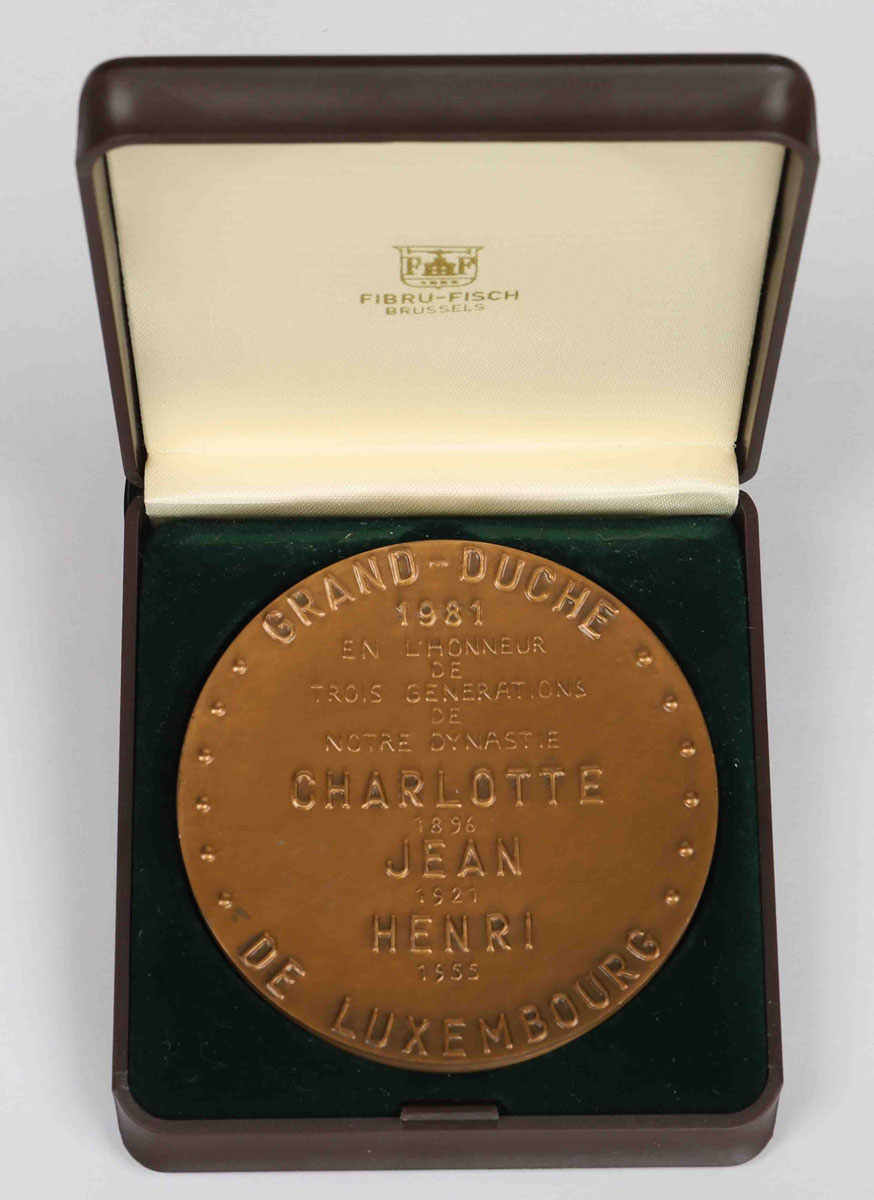 F F
FIBRU-FISCH
BRUSSELS
GRAND-DUCHE
1981
EN L'HONNEUR
DE
TROIS GENERATIONS
DE
NOTRE DYNASTIE
CHARLOTTE
1896
JEAN
1921
HENRI
1955
DE LUXEMBOURG